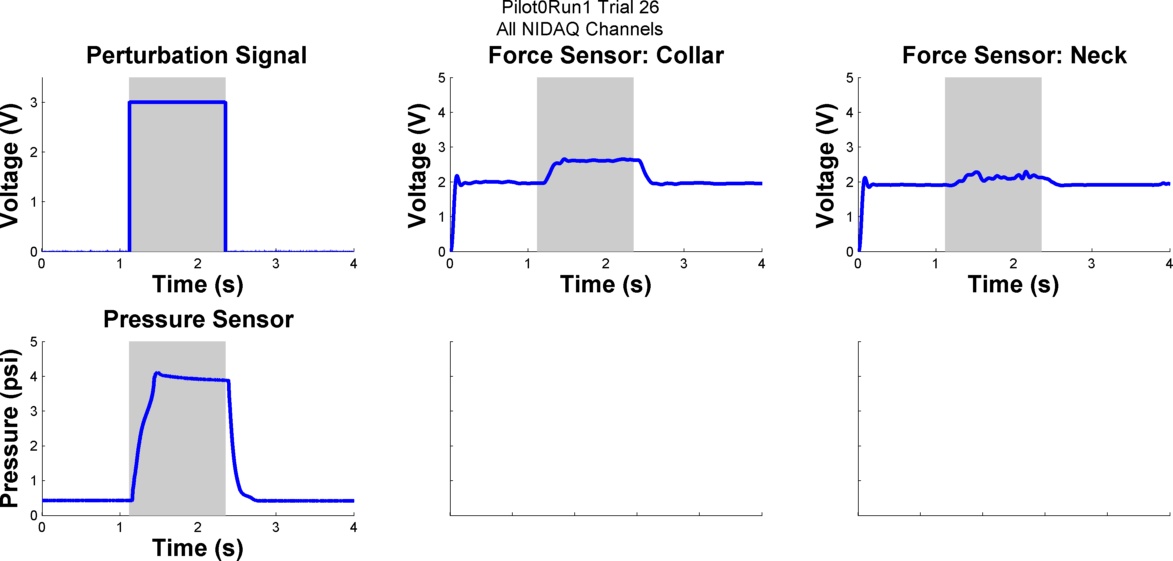 Pilot0Run1 Trial 26
All NIDAQ Channels
Perturbation Signal
Voltage (V)
3
2
1
0
0 1 2 3 4
Time (s)
Force Sensor: Collar
Voltage (V)
5
4
3
2
1
0
0 1 2 3 4
Time (s)
Force Sensor: Neck
Voltage (V)
5
4
3
2
1
0
0 1 2 3 4
Time (s)
Pressure Sensor
Pressure (psi)
5
4
3
2
1
0
0 1 2 3 4
Time (s)